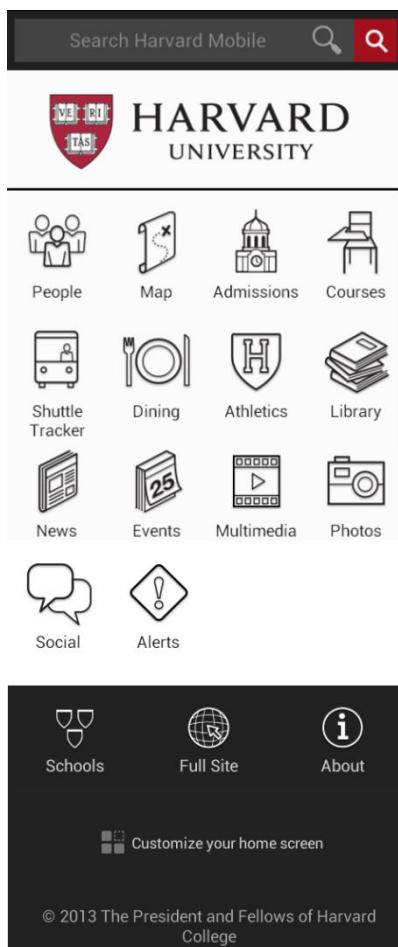 Search Harvard Mobile
VE RI
TAS
HARVARD
UNIVERSITY
People Map Admissions Courses
H
Shuttle
Tracker Dining Athletics Library
25
News Events Multimedia Photos
Social Alerts
i
Schools Full Site About
Customize your home screen
© 2013 The President and Fellows of Harvard
College